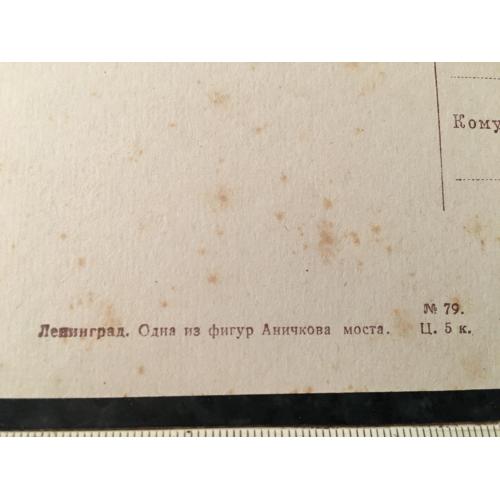 Кому
№ 79.
Ленинград. Одна из фигур Аничкова моста. Ц. 5 к.